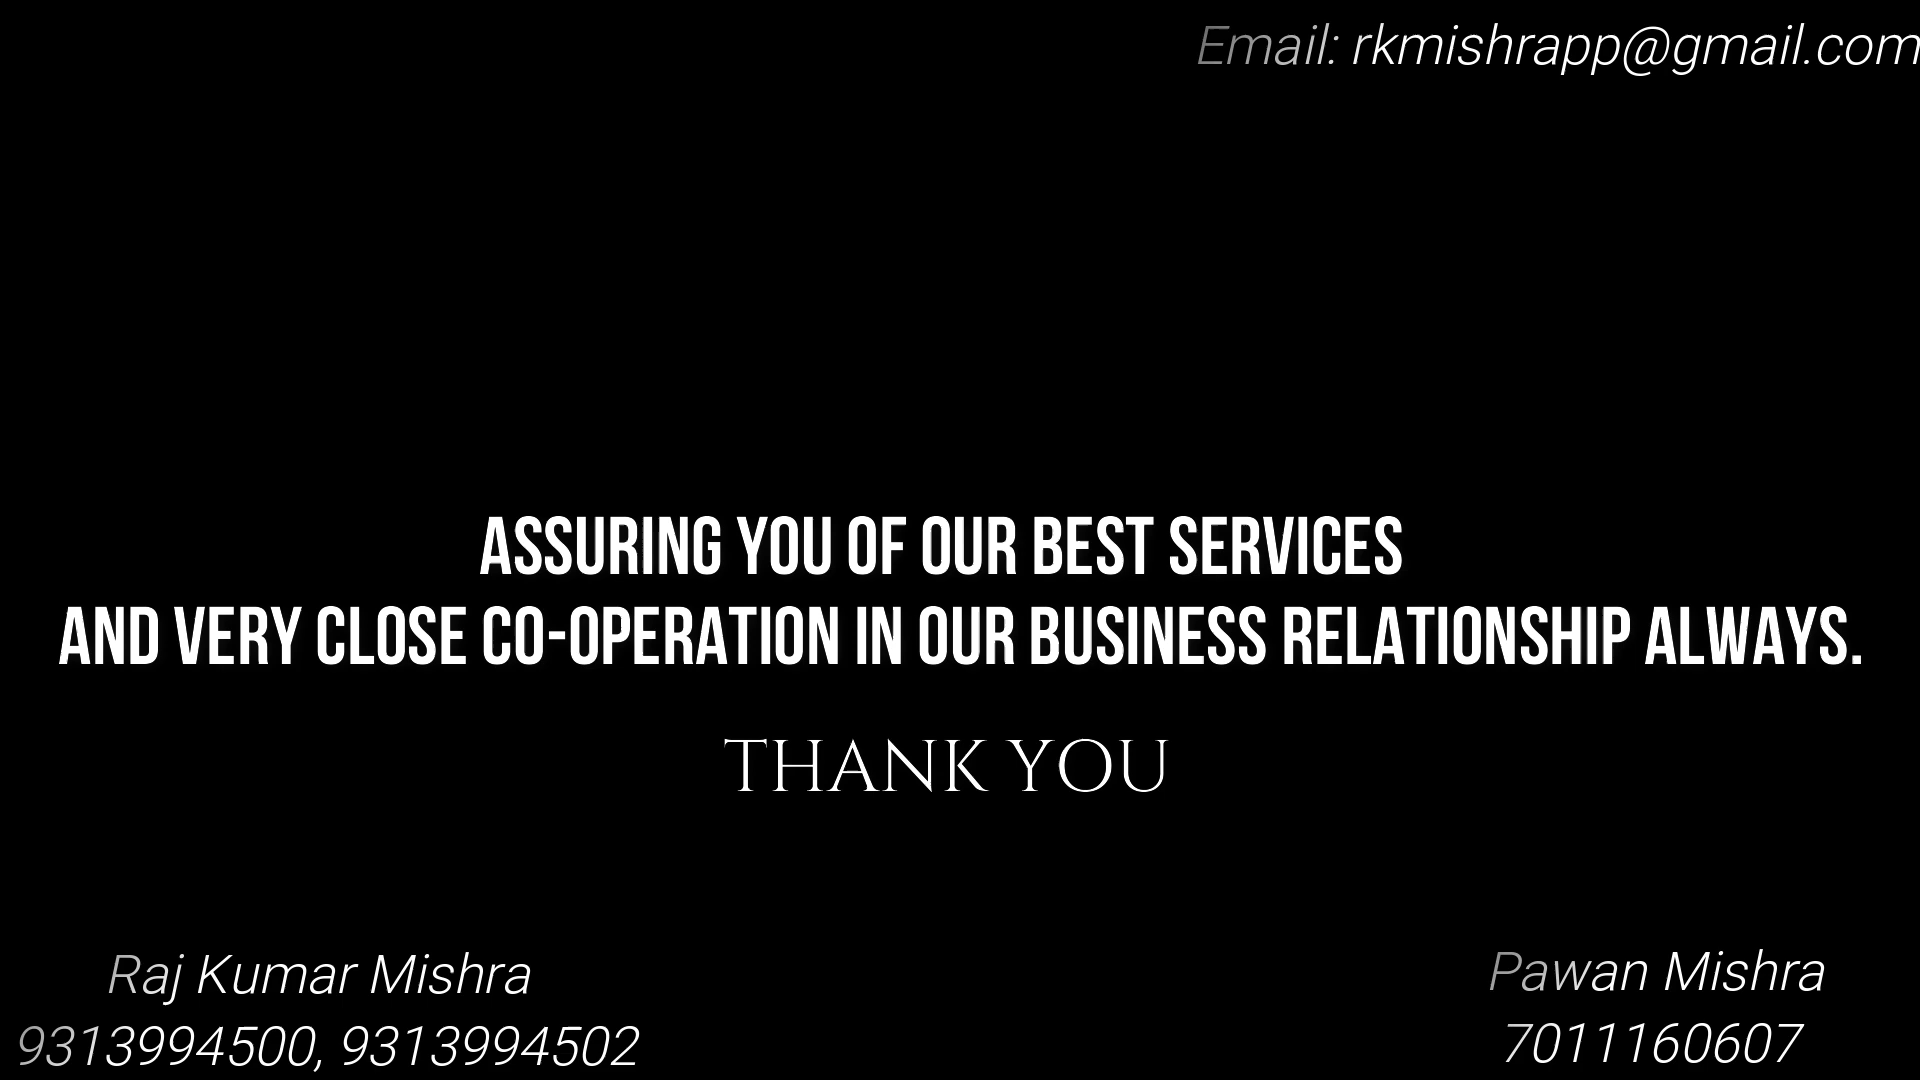 Email: rkmishrapp@gmail.com
ASSURING YOU OF OUR BEST SERVICES
AND VERY CLOSE CO-OPERATION IN OUR BUSINESS RELATIONSHIP ALWAYS.
THANK YOU
Raj Kumar Mishra
9313994500, 9313994502
Pawan Mishra
7011160607